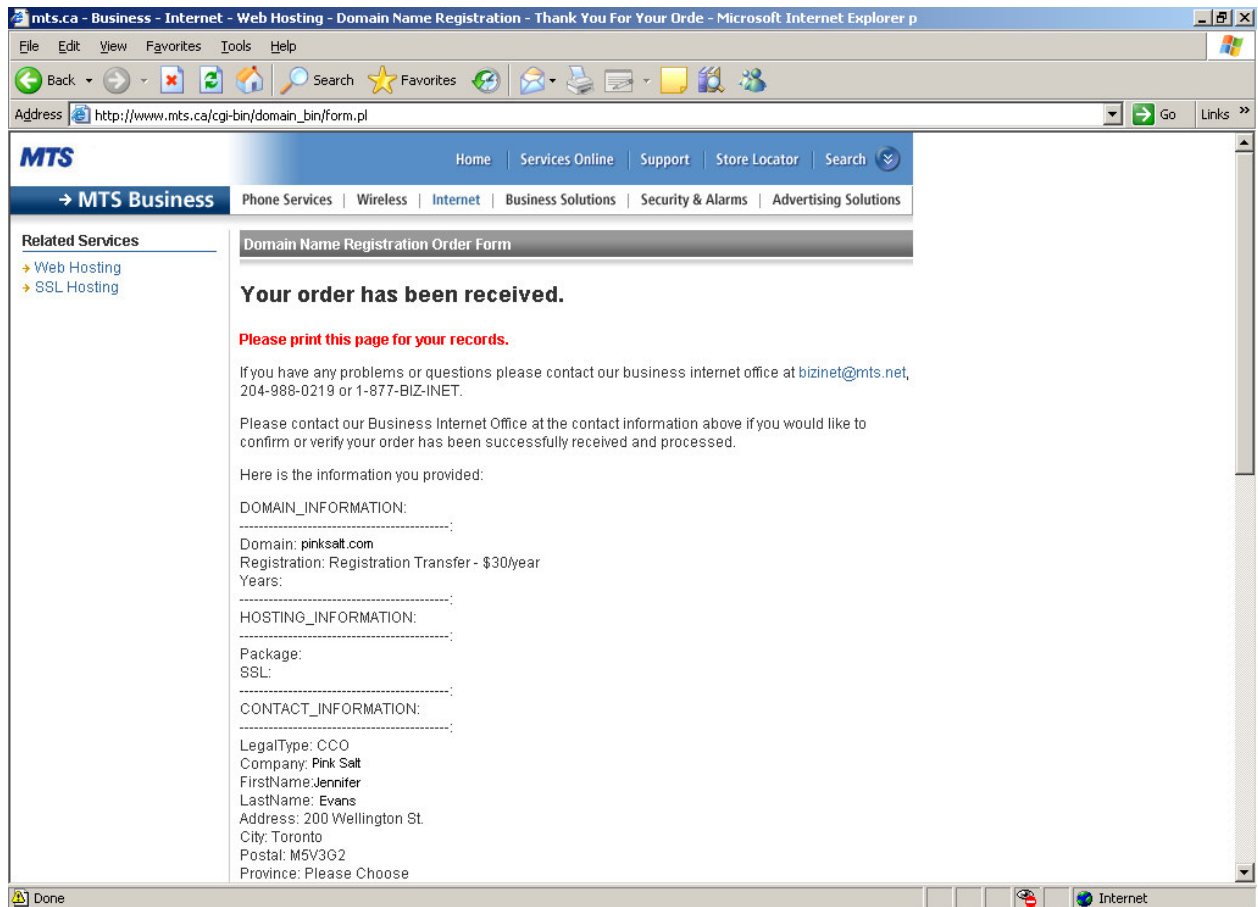 mts.ca - Business - Internet - Web Hosting - Domain Name Registration - Thank You For Your Orde - Microsoft Internet Explorer p
File Edit View Favorites Tools Help
Back Search Favorites
Address http://www.mts.ca/cgi-bin/domain_bin/form.pl Go Links »
MTS
Home | Services Online | Support | Store Locator | Search
→ MTS Business
Phone Services | Wireless | Internet | Business Solutions | Security & Alarms | Advertising Solutions
Related Services
→ Web Hosting
→ SSL Hosting
Domain Name Registration Order Form
Your order has been received.
Please print this page for your records.
If you have any problems or questions please contact our business internet office at bizinet@mts.net,
204-988-0219 or 1-877-BIZ-INET.
Please contact our Business Internet Office at the contact information above if you would like to
confirm or verify your order has been successfully received and processed.
Here is the information you provided:
DOMAIN_INFORMATION:
-------------------------------------------:
Domain: pinksalt.com
Registration: Registration Transfer - $30/year
Years:
-------------------------------------------:
HOSTING_INFORMATION:
-------------------------------------------:
Package:
SSL:
-------------------------------------------:
CONTACT_INFORMATION:
-------------------------------------------:
LegalType: CCO
Company: Pink Salt
FirstName:Jennifer
LastName: Evans
Address: 200 Wellington St.
City: Toronto
Postal: M5V3G2
Province: Please Choose
Done
Internet